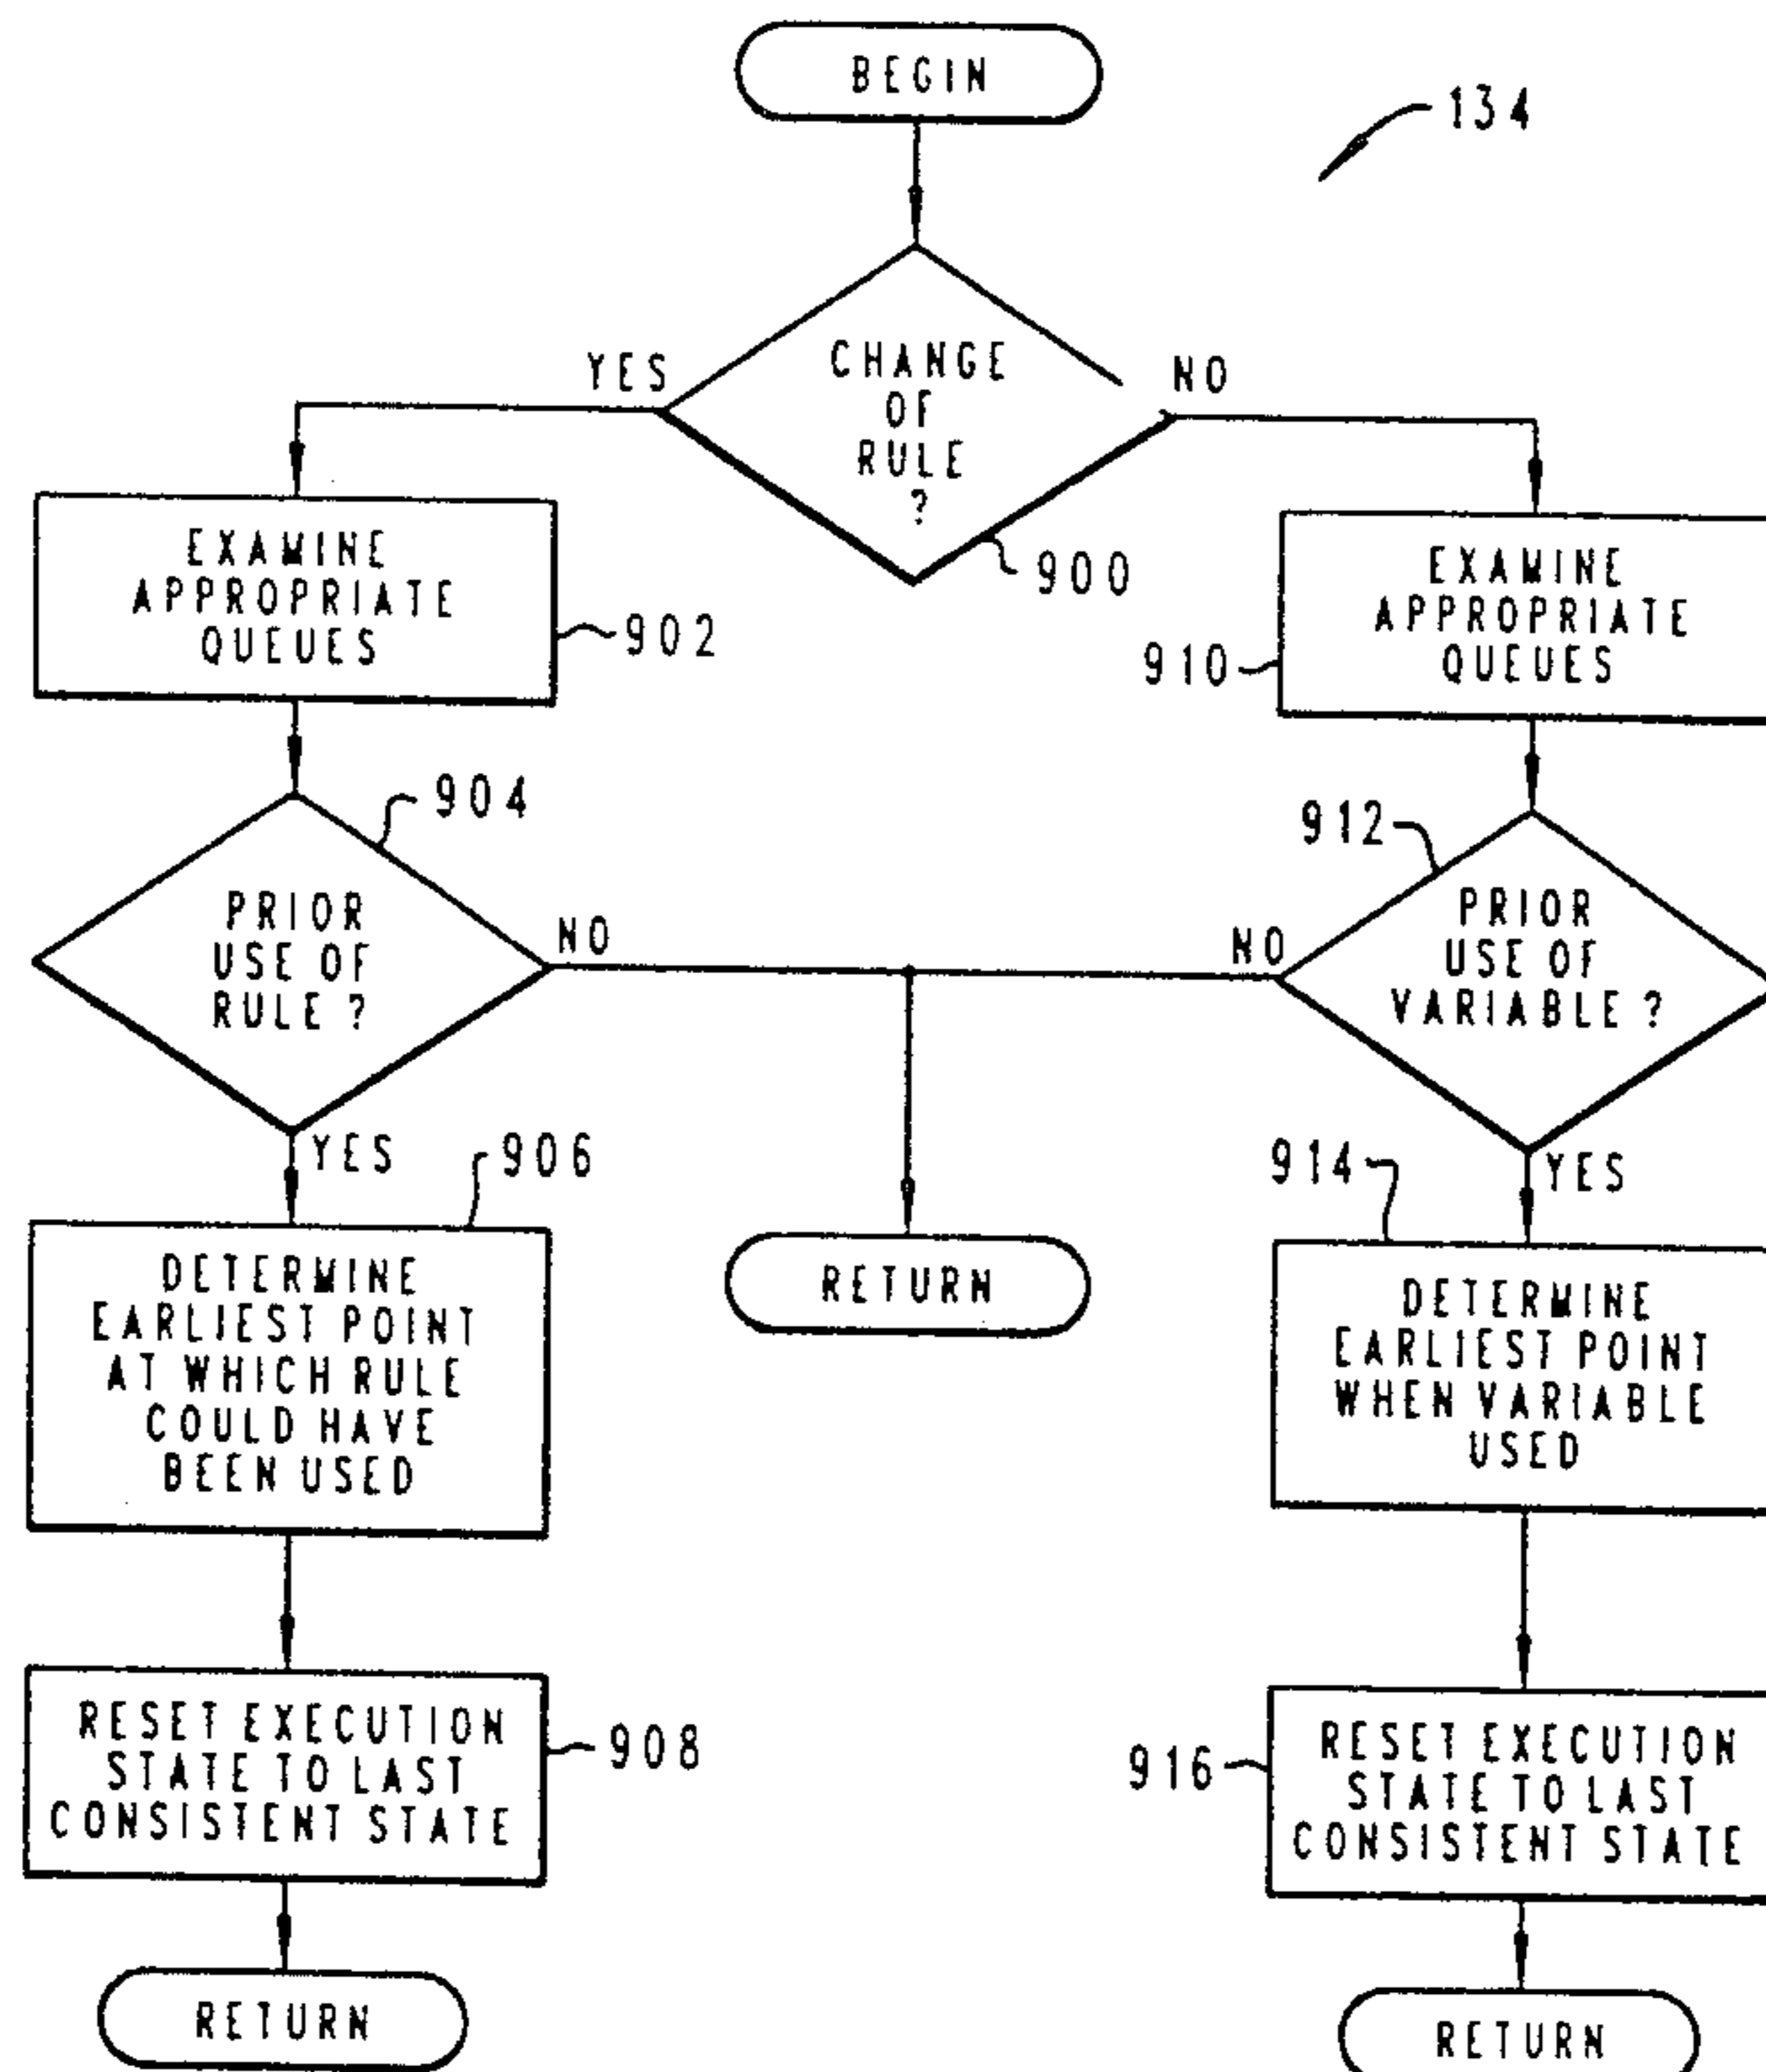 BEGIN
134
CHANGE
OF
RULE
?
YES
NO
900
EXAMINE
APPROPRIATE
QUEUES
902
EXAMINE
APPROPRIATE
QUEUES
910
904
PRIOR
USE OF
RULE ?
NO
YES
912
PRIOR
USE OF
VARIABLE ?
NO
YES
906
DETERMINE
EARLIEST POINT
AT WHICH RULE
COULD HAVE
BEEN USED
RETURN
914
DETERMINE
EARLIEST POINT
WHEN VARIABLE
USED
RESET EXECUTION
STATE TO LAST
CONSISTENT STATE
908
916
RESET EXECUTION
STATE TO LAST
CONSISTENT STATE
RETURN
RETURN